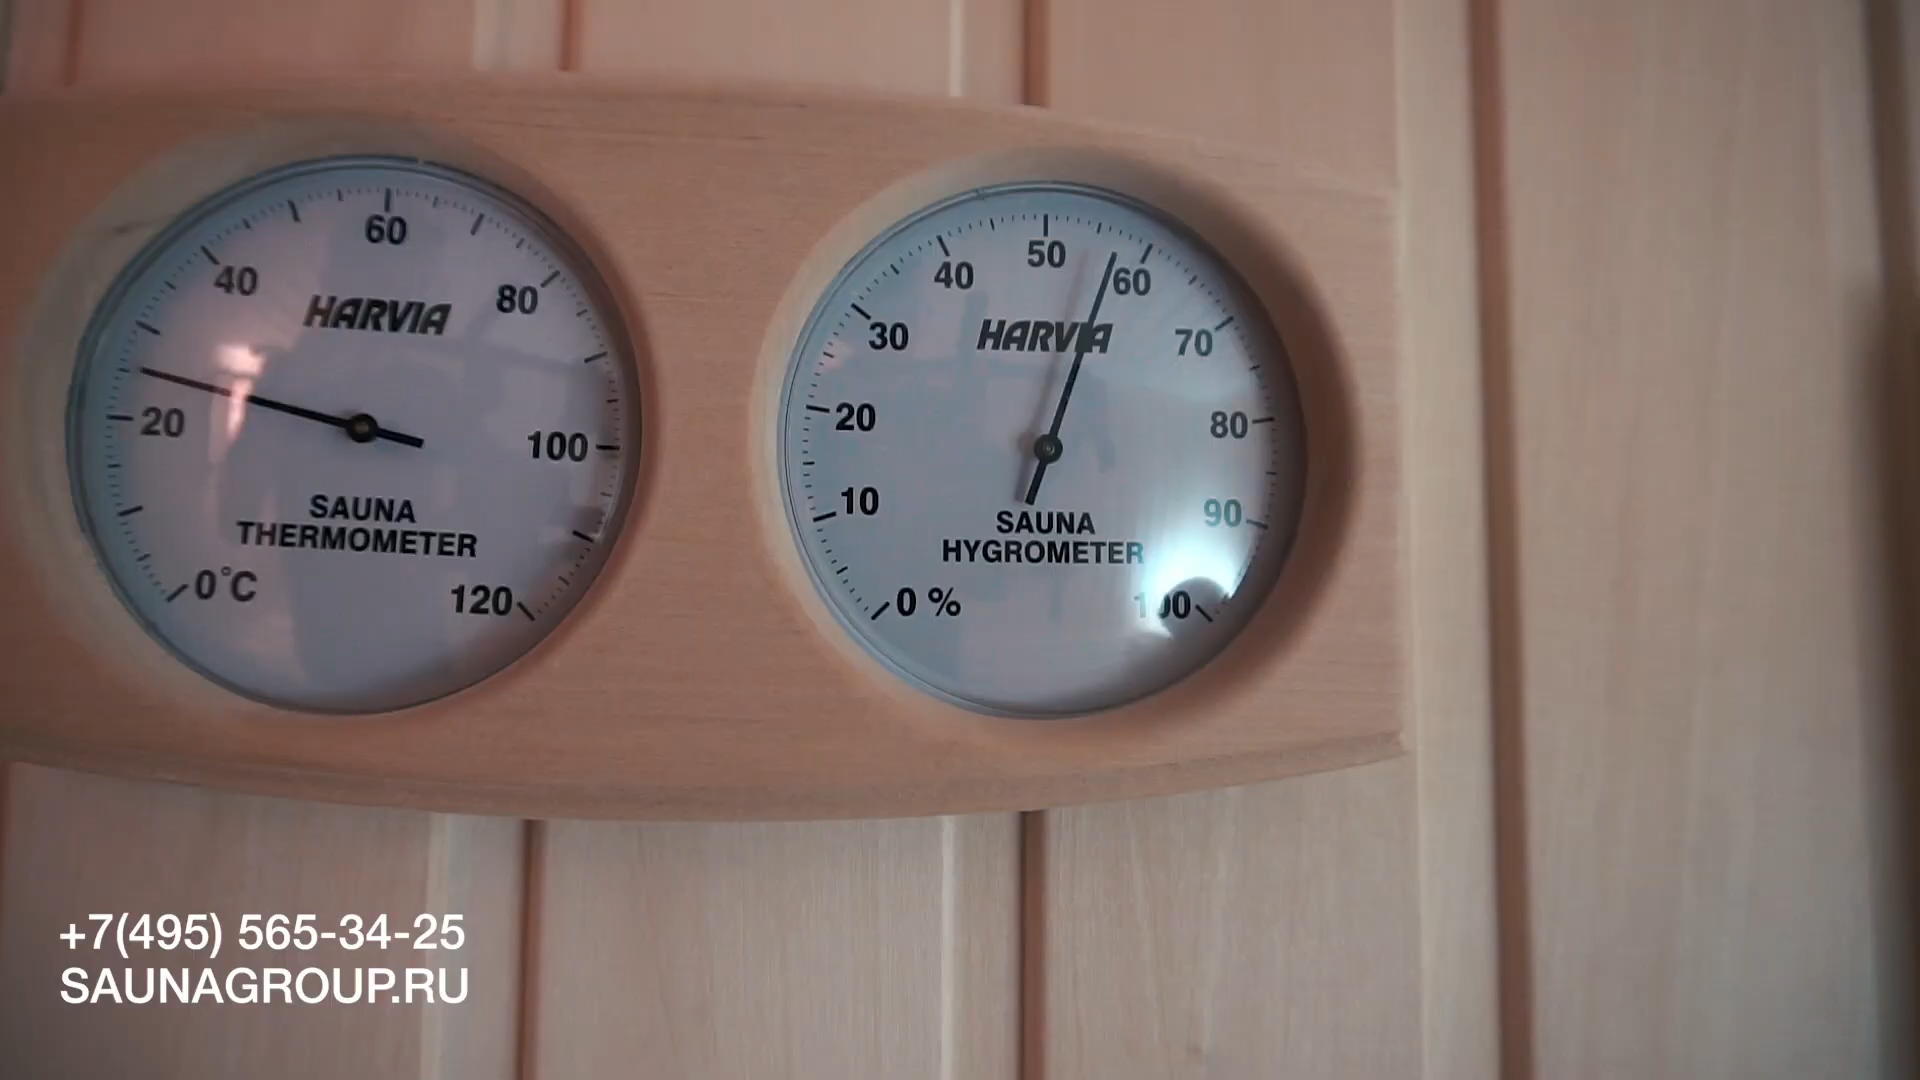 60
40
80
HARVIA
20
100
SAUNA
THERMOMETER
0°C
120
50
40
60
30
HARVIA
70
20
80
10
90
SAUNA
HYGROMETER
0 %
100
+7(495) 565-34-25
SAUNAGROUP.RU